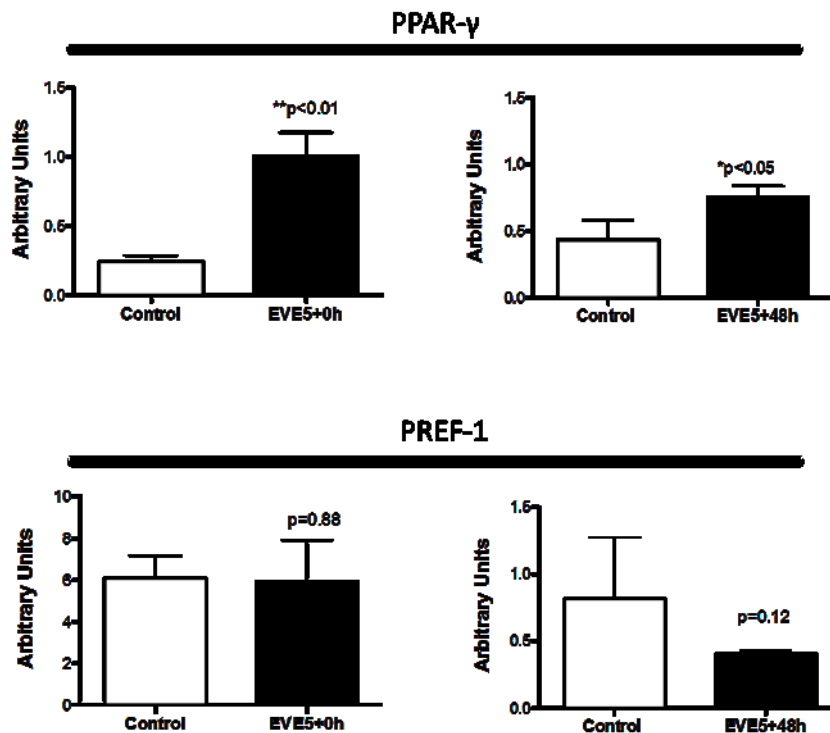 PPAR-γ
Arbitrary Units
1.5
1.0
0.5
0.0
**p<0.01
Control
EVE5+0h
Arbitrary Units
1.5
1.0
0.5
0.0
*p<0.05
Control
EVE5+48h
PREF-1
Arbitrary Units
10
8
6
4
2
0
p=0.88
Control
EVE5+0h
Arbitrary Units
1.5
1.0
0.5
0.0
p=0.12
Control
EVE5+48h